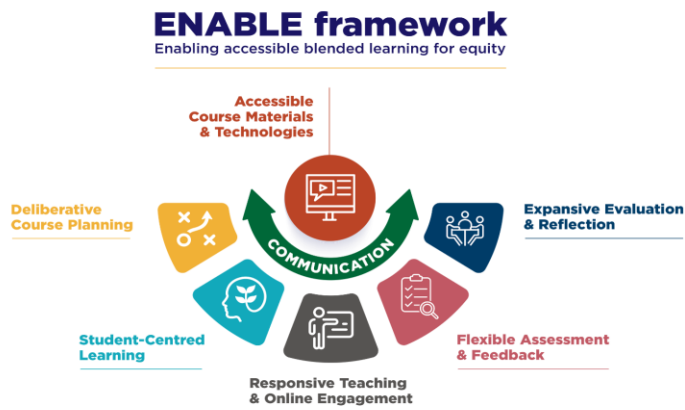 ENABLE framework
Enabling accessible blended learning for equity
Accessible
Course Materials
& Technologies
Deliberative
Course Planning
COMMUNICATION
Expansive Evaluation
& Reflection
Student-Centred
Learning
Flexible Assessment
& Feedback
Responsive Teaching
& Online Engagement